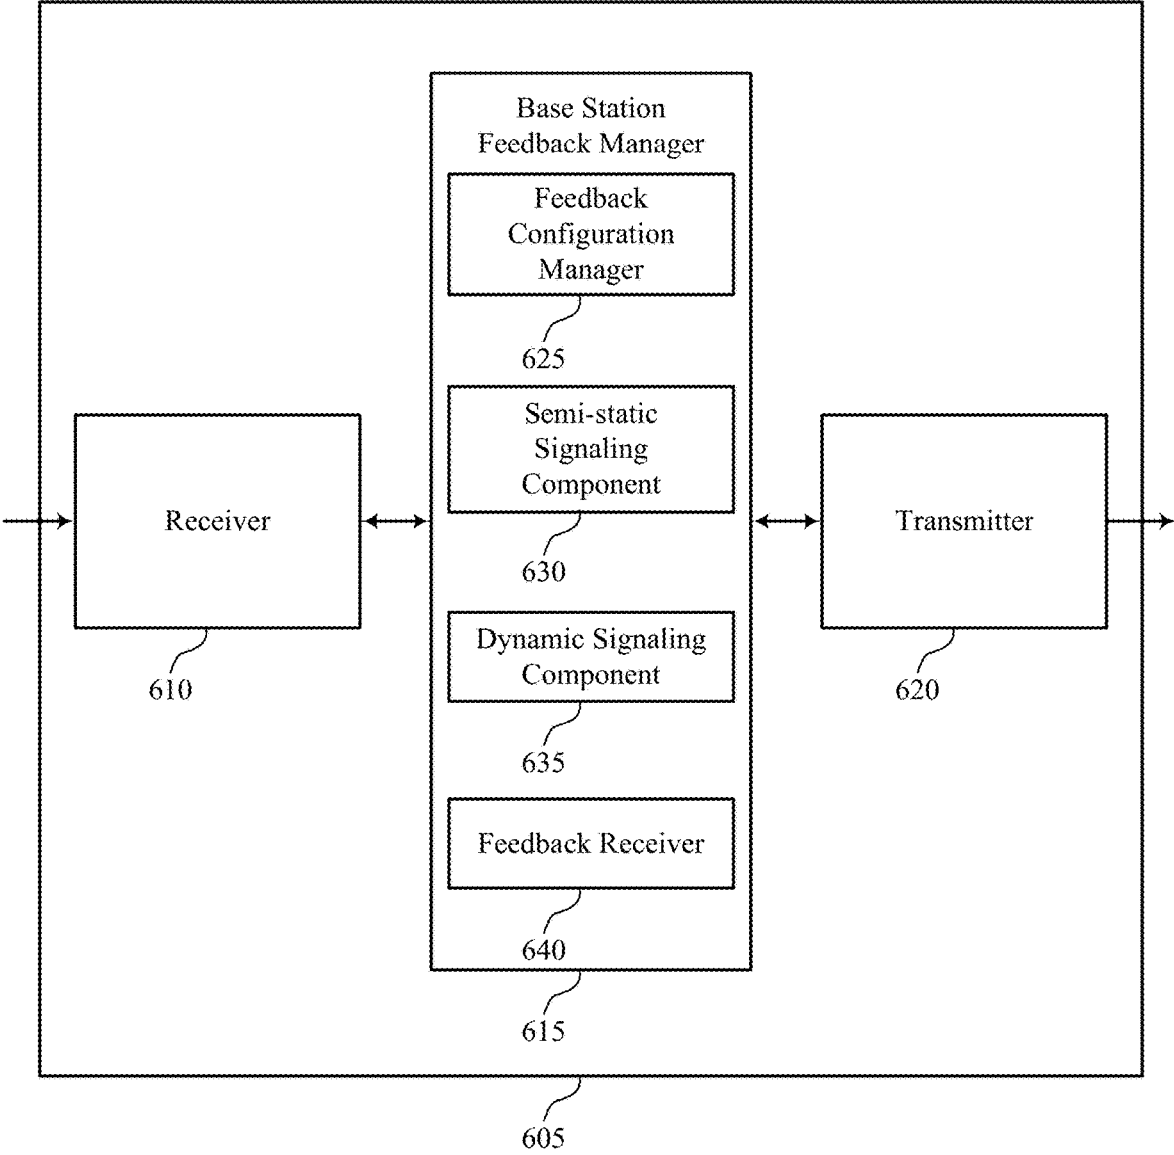 Base Station
Feedback Manager
Feedback
Configuration
Manager
625
Semi-static
Signaling
Component
630
Receiver
610
Transmitter
620
Dynamic Signaling
Component
635
Feedback Receiver
640
615
605